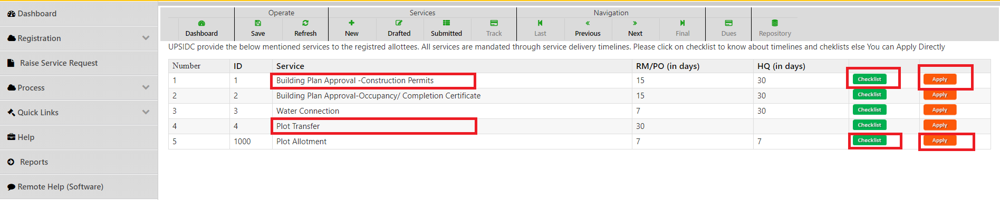 Dashboard
Registration
Raise Service Request
Process
Quick Links
Help
Reports
Remote Help (Software)
Operate Services Navigation
Dashboard Save Refresh New Drafted Submitted Track Last Previous Next Final Dues Repository
UPSIDC provide the below mentioned services to the registred allottees. All services are mandated through service delivery timelines. Please click on checklist to know about timelines and cheklists else You can Apply Directly
Number ID Service RM/PO (in days) HQ (in days)
1 1 Building Plan Approval -Construction Permits 15 30 Checklist Apply
2 2 Building Plan Approval-Occupancy/ Completion Certificate 15 30 Checklist Apply
3 3 Water Connection 7 30 Checklist Apply
4 4 Plot Transfer 30 Checklist Apply
5 1000 Plot Allotment 7 7 Checklist Apply